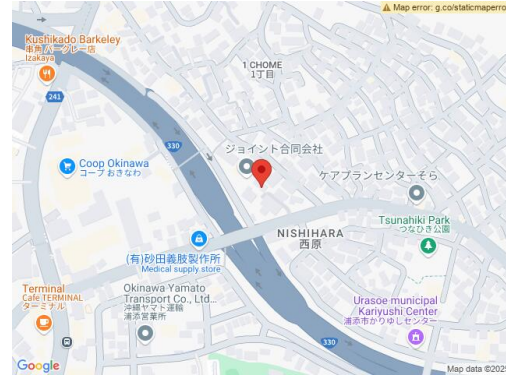 Map error: g.co/staticmaperro
Kushikado Barkeley
串角 バークレー店
Izakaya
1 CHOME
1丁目
241
330
ジョイント合同会社
Coop Okinawa
コープ おきなわ
ケアプランセンターそら
Tsunahiki Park
つなひき公園
NISHIHARA
西原
(有)砂田義肢製作所
Medical supply store
Terminal
Cafe TERMINAL
ターミナル
Okinawa Yamato
Transport Co., Ltd...
沖縄ヤマト運輸
浦添営業所
Urasoe municipal
Kariyushi Center
浦添市かりゆしセンター
330
Google
Map data ©2025